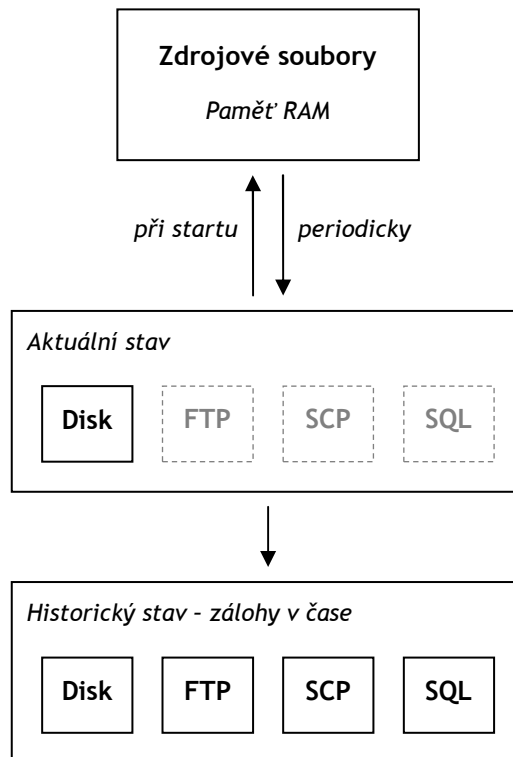 Zdrojové soubory
Paměť RAM
při startu
periodicky
Aktuální stav
Disk
FTP
SCP
SQL
Historický stav – zálohy v čase
Disk
FTP
SCP
SQL